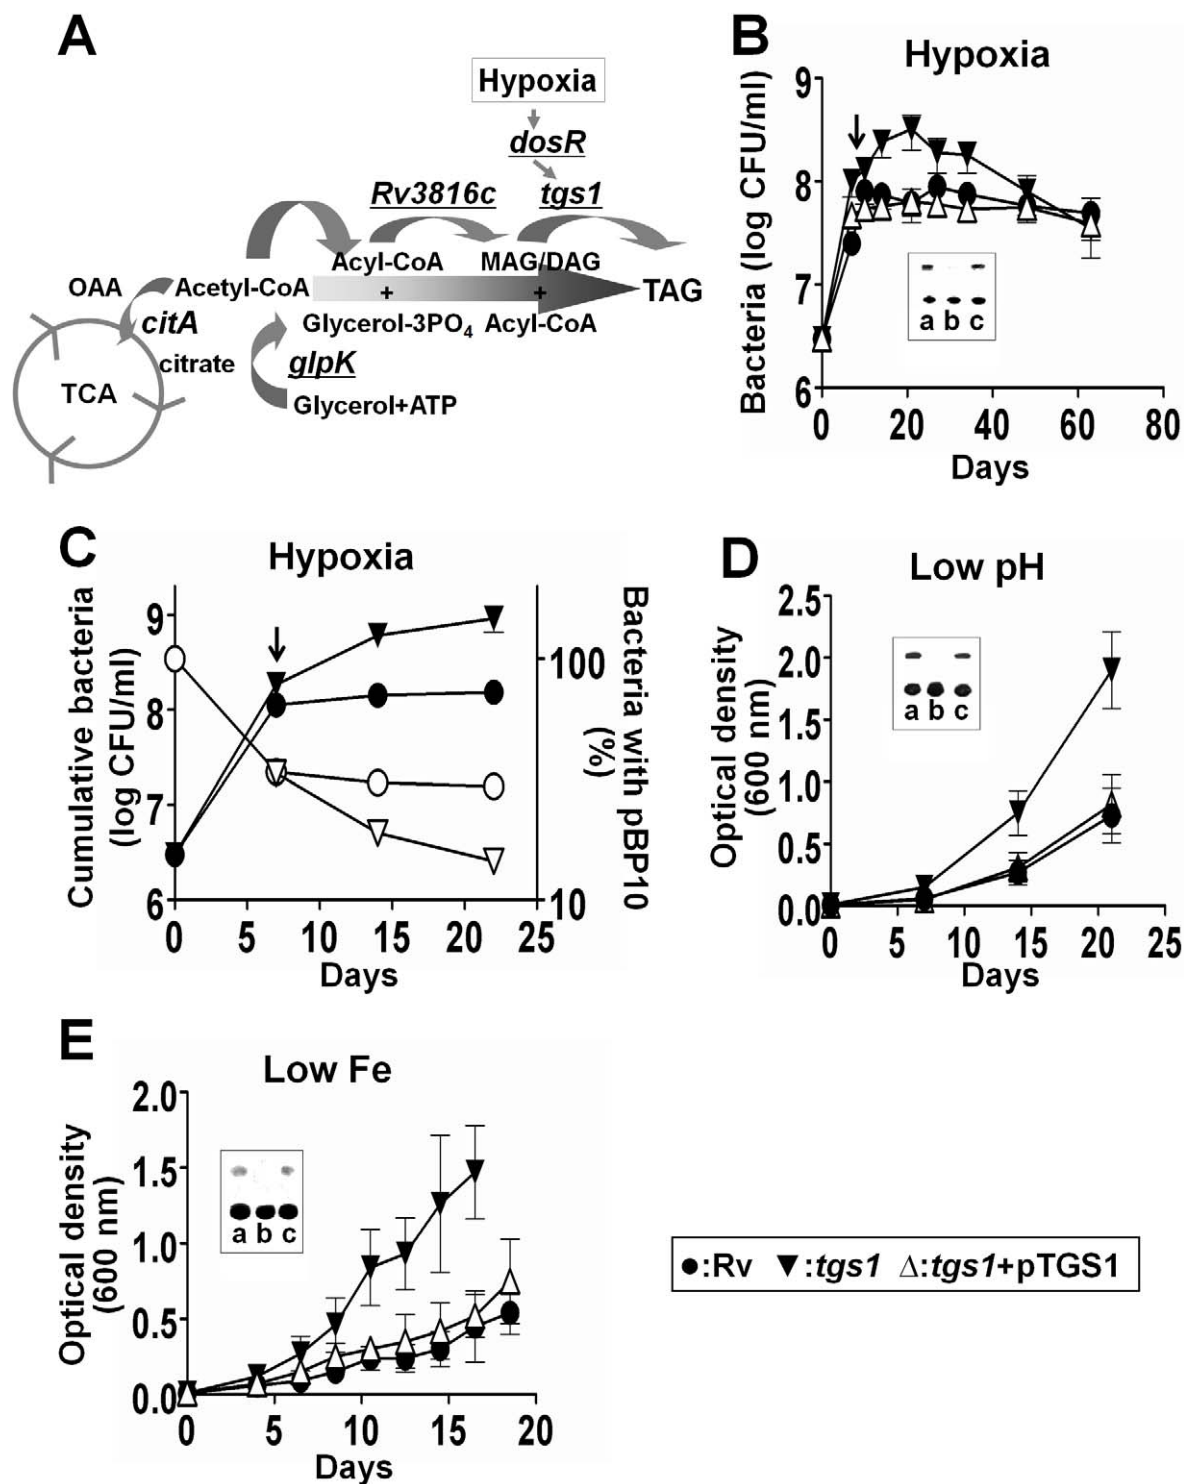 A
Hypoxia
dosR
Rv3816c
tgs1
Acyl-CoA
MAG/DAG
OAA
Acetyl-CoA
+
+
TAG
citA
Glycerol-3PO4
Acyl-CoA
citrate
glpK
TCA
Glycerol+ATP
B
Hypoxia
Bacteria (log CFU/ml)
9
8
7
6
a b c
0 20 40 60 80
Days
C
Hypoxia
Cumulative bacteria
(log CFU/ml)
9
8
7
6
100
10
Bacteria with pBP10
(%)
0 5 10 15 20 25
Days
D
Low pH
Optical density
(600 nm)
2.5
2.0
1.5
1.0
0.5
0.0
a b c
0 5 10 15 20 25
Days
E
Low Fe
Optical density
(600 nm)
2.0
1.5
1.0
0.5
0.0
a b c
0 5 10 15 20
Days
:Rv :tgs1 :tgs1+pTGS1